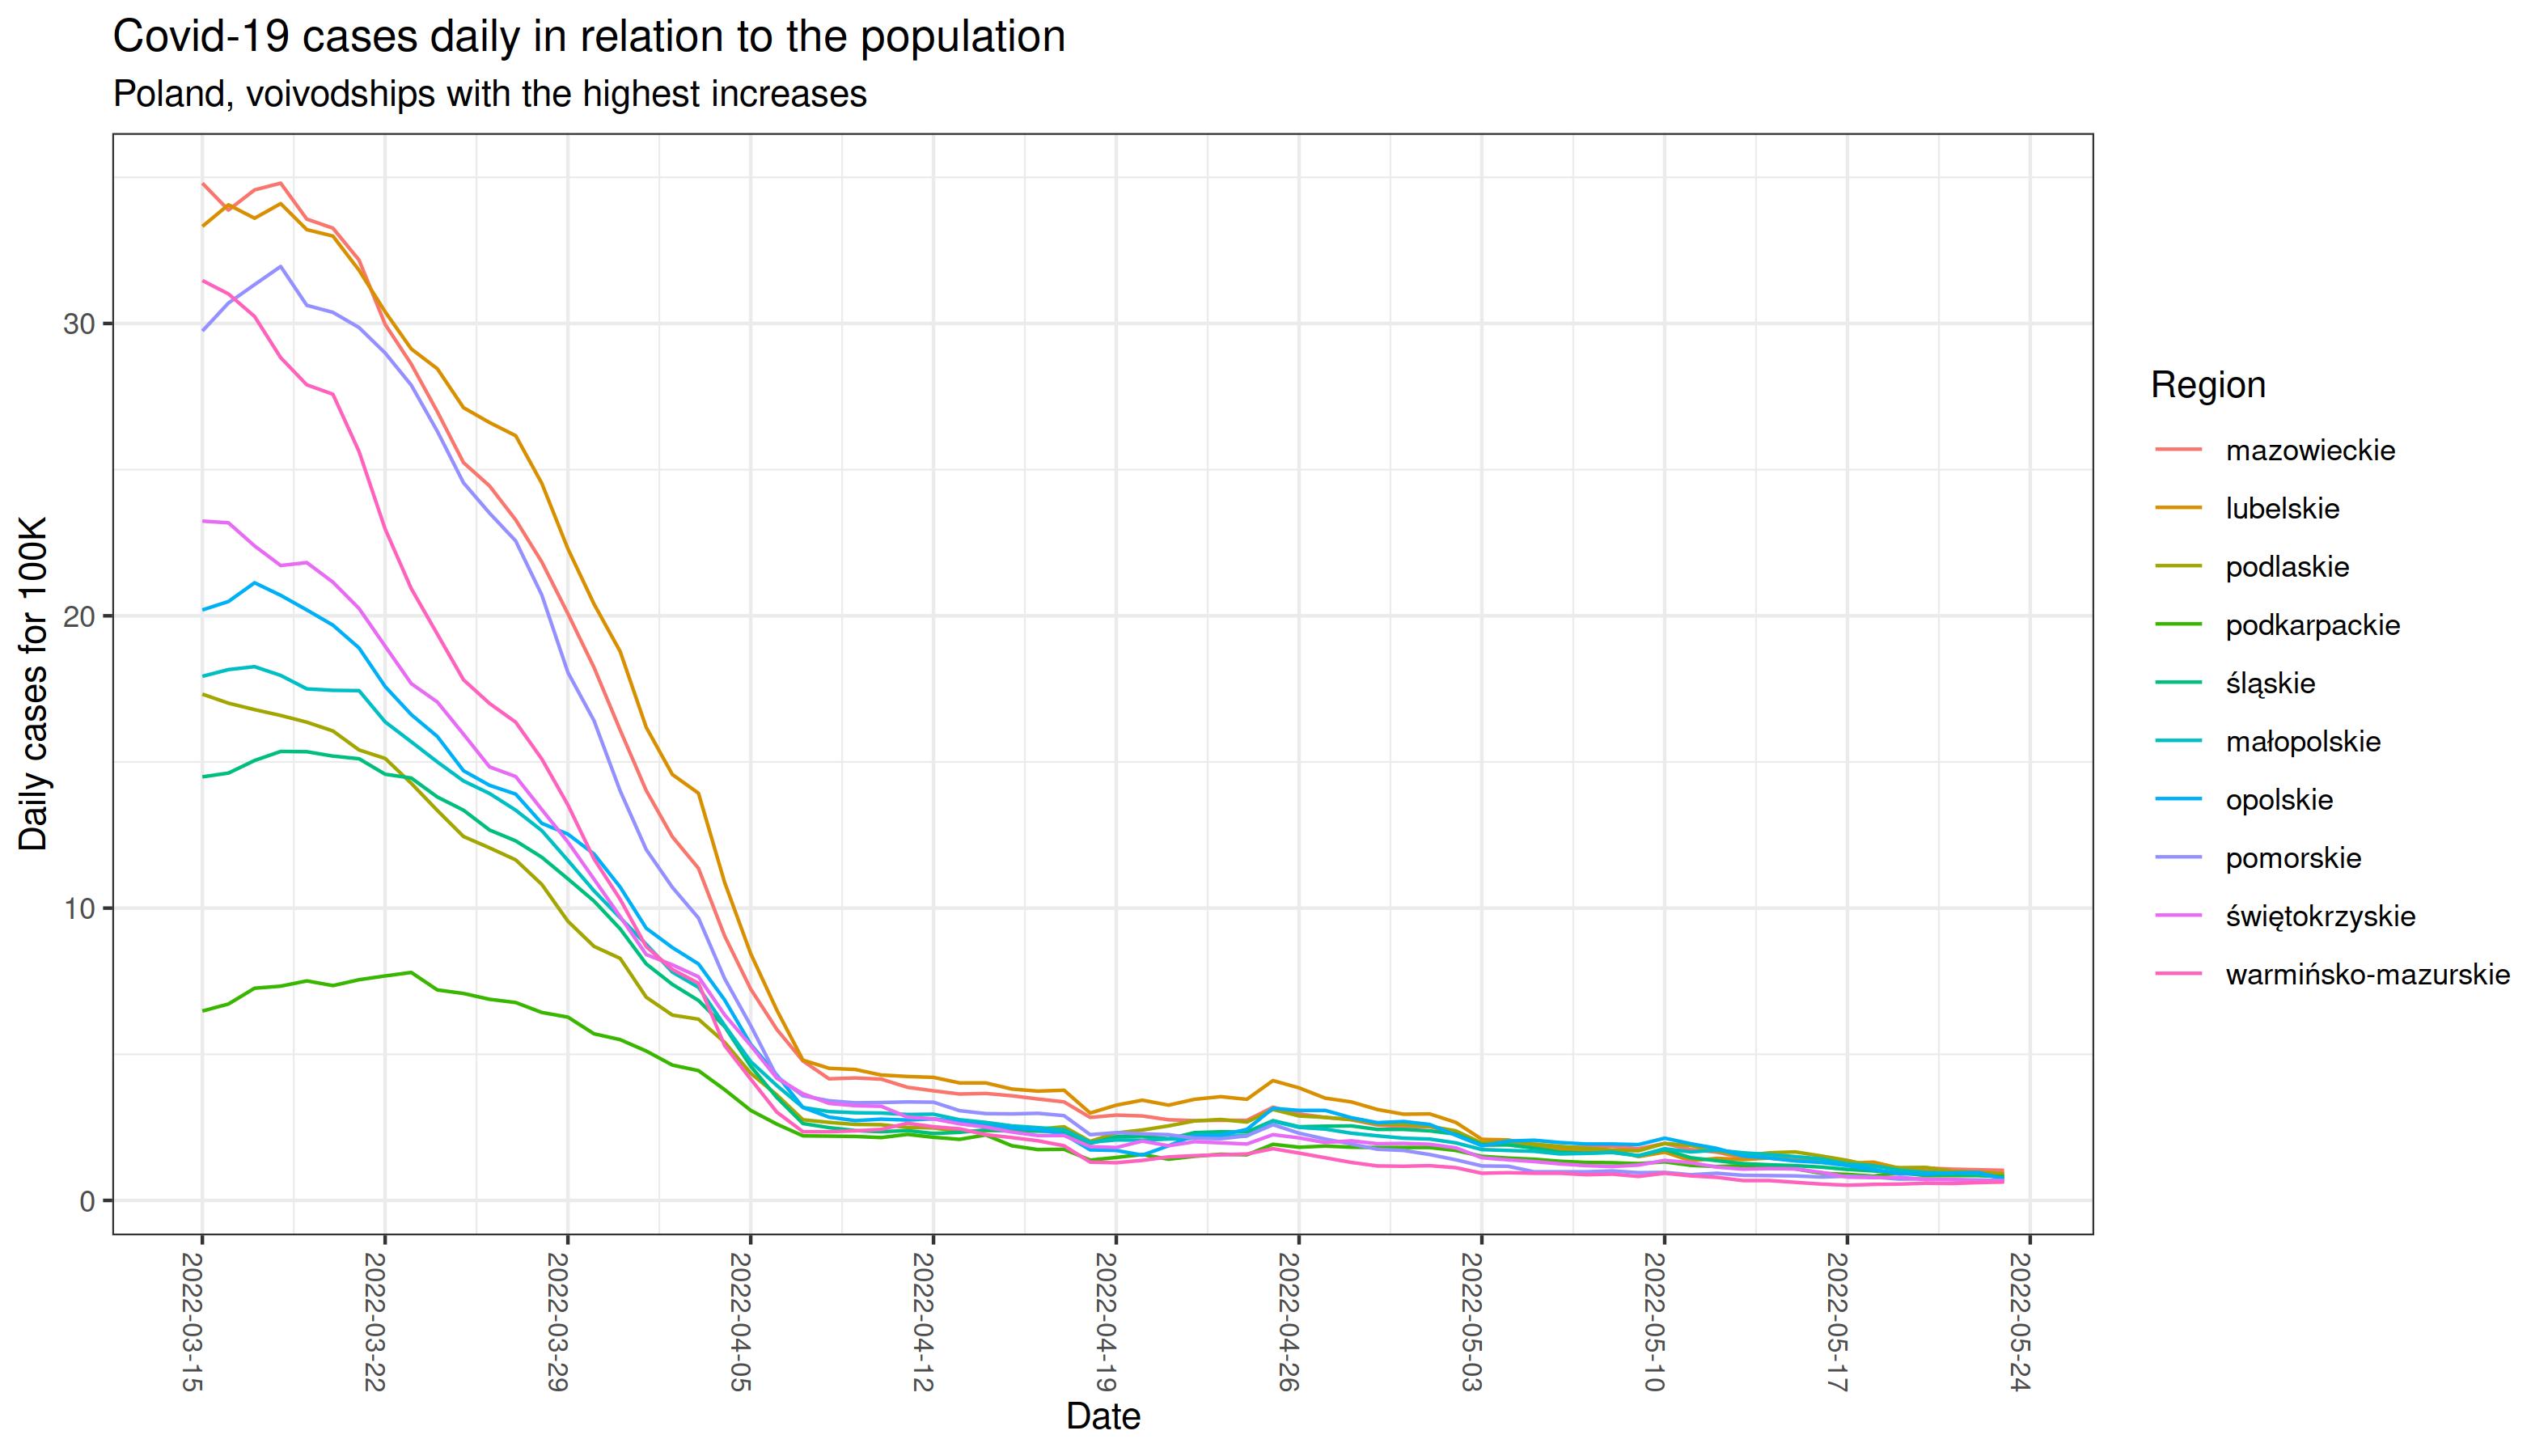 Covid-19 cases daily in relation to the population
Poland, voivodships with the highest increases
Daily cases for 100K
30
20
10
0
2022-03-15
2022-03-22
2022-03-29
2022-04-05
2022-04-12
2022-04-19
2022-04-26
2022-05-03
2022-05-10
2022-05-17
2022-05-24
Date
Region
mazowieckie
lubelskie
podlaskie
podkarpackie
śląskie
małopolskie
opolskie
pomorskie
świętokrzyskie
warmińsko-mazurskie